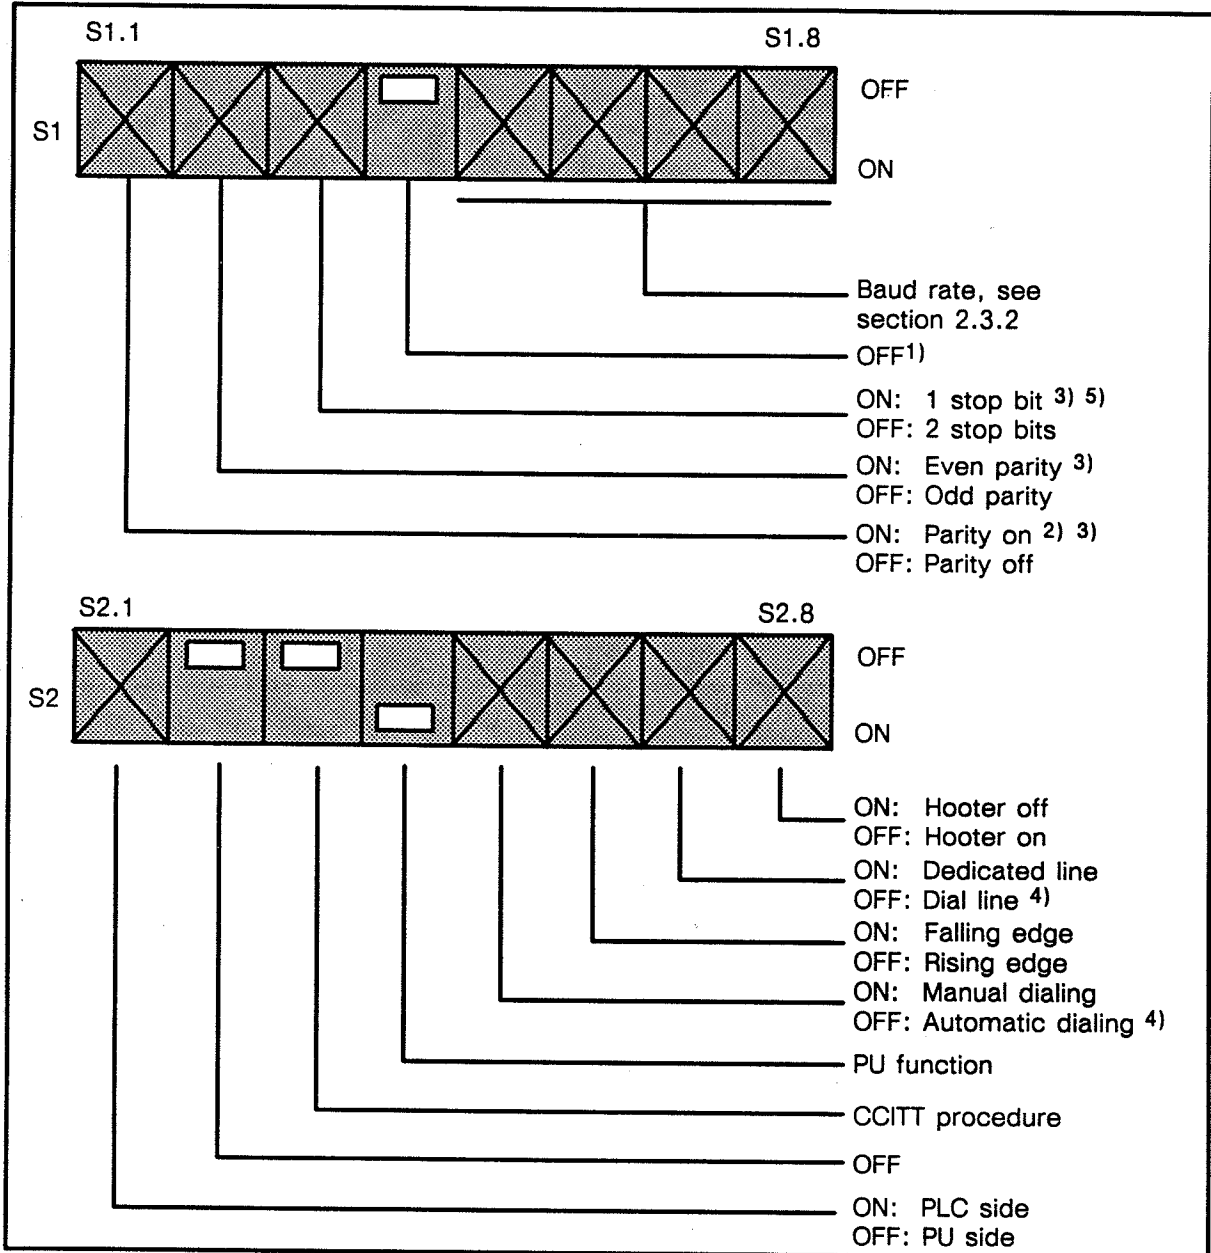 S1.1
S1.8
OFF
S1
ON
Baud rate, see
section 2.3.2
OFF1)
ON: 1 stop bit 3) 5)
OFF: 2 stop bits
ON: Even parity 3)
OFF: Odd parity
ON: Parity on 2) 3)
OFF: Parity off
S2.1
S2.8
OFF
S2
ON
ON: Hooter off
OFF: Hooter on
ON: Dedicated line
OFF: Dial line 4)
ON: Falling edge
OFF: Rising edge
ON: Manual dialing
OFF: Automatic dialing 4)
PU function
CCITT procedure
OFF
ON: PLC side
OFF: PU side